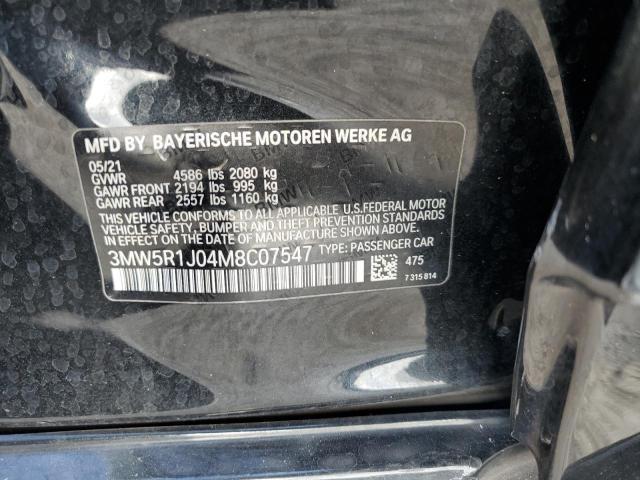 MFD BY BAYERISCHE MOTOREN WERKE AG
05/21
GVWR 4586 lbs 2080 kg
GAWR FRONT 2194 lbs 995 kg
GAWR REAR 2557 lbs 1160 kg
THIS VEHICLE CONFORMS TO ALL APPLICABLE U.S.FEDERAL MOTOR
VEHICLE SAFETY, BUMPER AND THEFT PREVENTION STANDARDS IN
EFFECT ON THE DATE OF MANUFACTURE SHOWN ABOVE.
3MW5R1J04M8C07547 TYPE: PASSENGER CAR
475
7 315 814